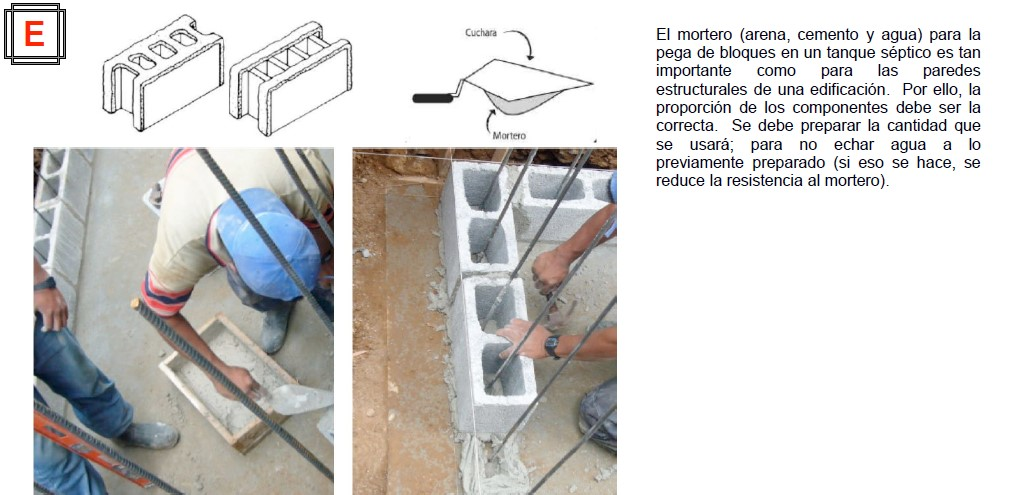 E
Cuchara
Mortero
El mortero (arena, cemento y agua) para la
pega de bloques en un tanque séptico es tan
importante como para las paredes
estructurales de una edificación. Por ello, la
proporción de los componentes debe ser la
correcta. Se debe preparar la cantidad que
se usará; para no echar agua a lo
previamente preparado (si eso se hace, se
reduce la resistencia al mortero).